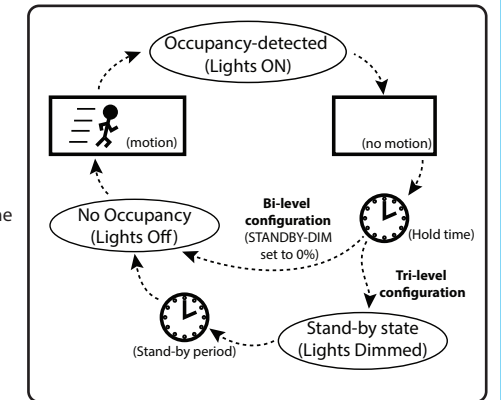 Occupancy-detected
(Lights ON)
(motion)
(no motion)
ne
No Occupancy
(Lights Off)
Bi-level
configuration
(STANDBY-DIM
set to 0%)
(Hold time)
Tri-level
configuration
Stand-by state
(Lights Dimmed)
(Stand-by period)